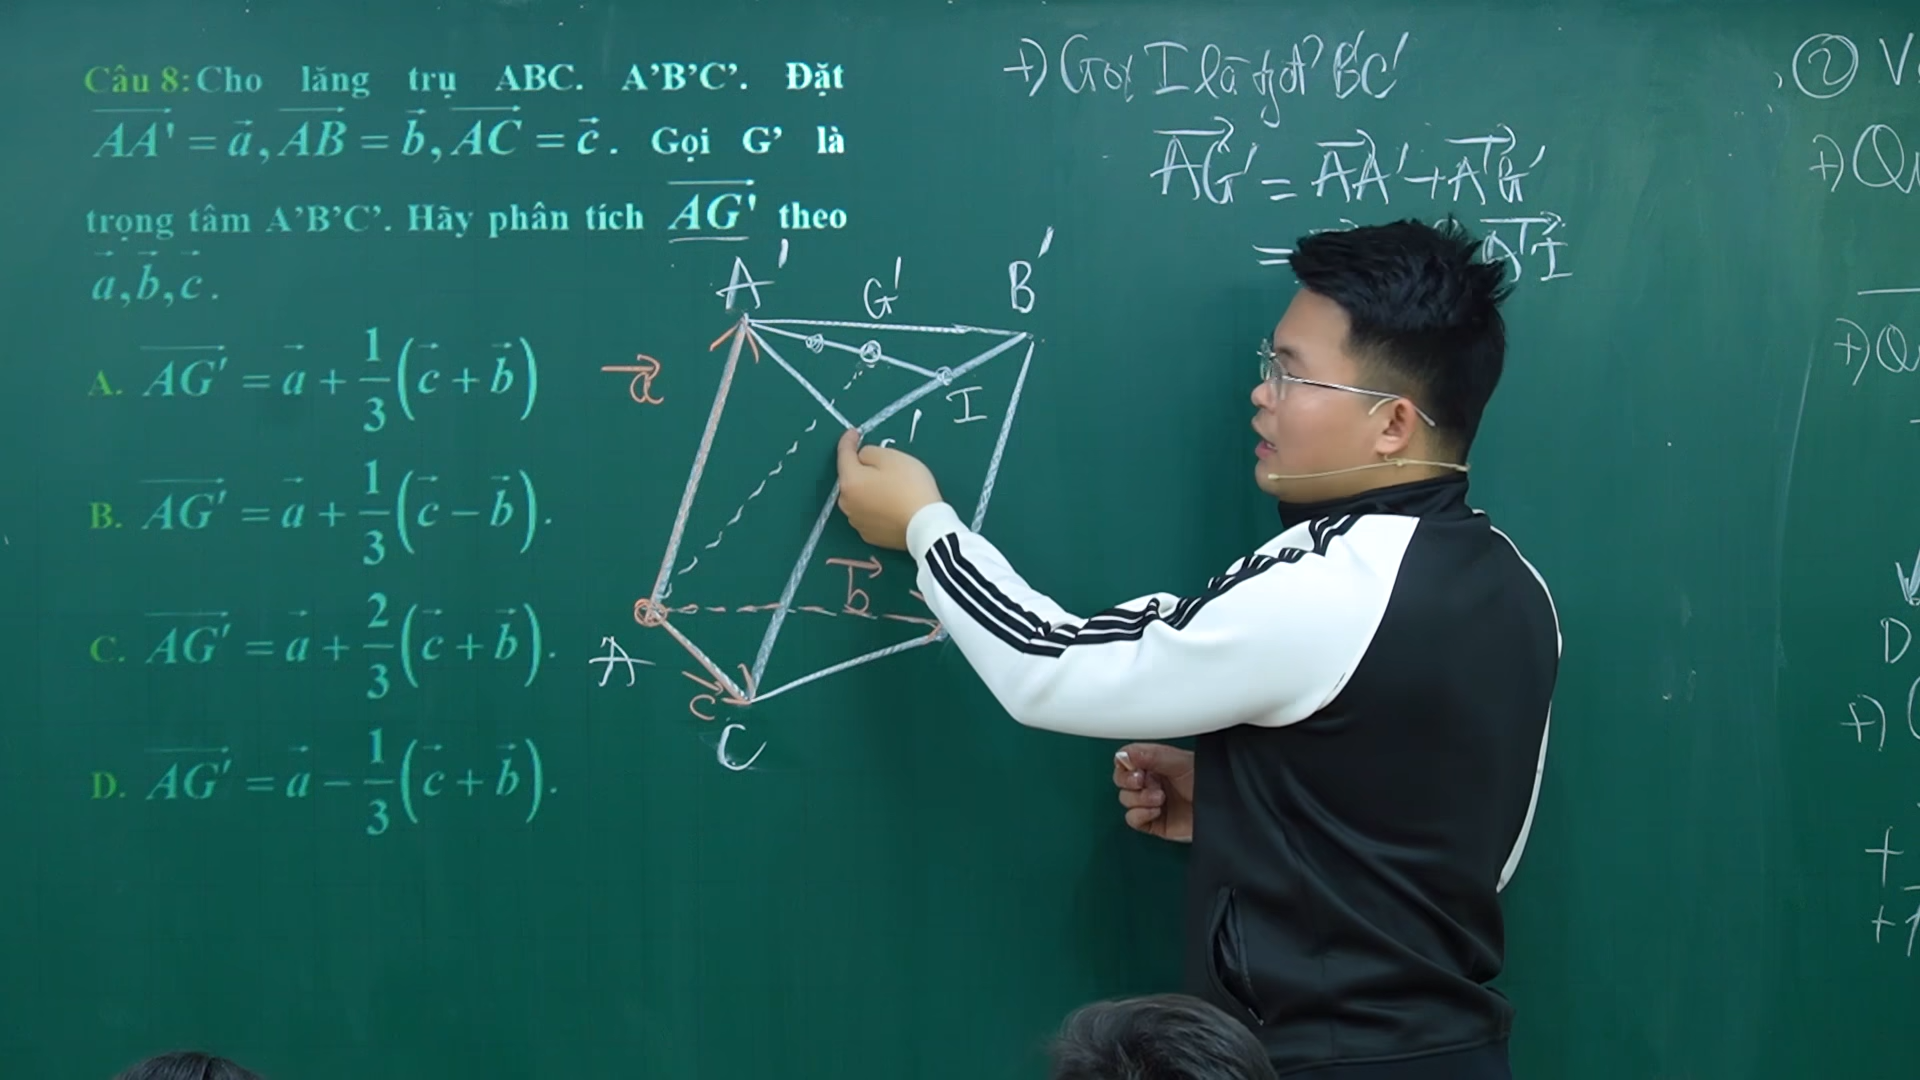 Câu 8: Cho lăng trụ ABC. A'B'C'. Đặt
AA' = a, AB = b, AC = c. Gọi G' là
trọng tâm A'B'C'. Hãy phân tích AG' theo
a, b, c.
A. AG' = a + 1/3 (c + b)
B. AG' = a + 1/3 (c − b).
C. AG' = a + 2/3 (c + b).
D. AG' = a − 1/3 (c + b).
A'
G'
B'
I
a
b
A
c
C
+) Gọi I là tđ B'C'
AG' = AA' + A'G'
= A'I
②
+) Q
+) Q
D
+)
+
+